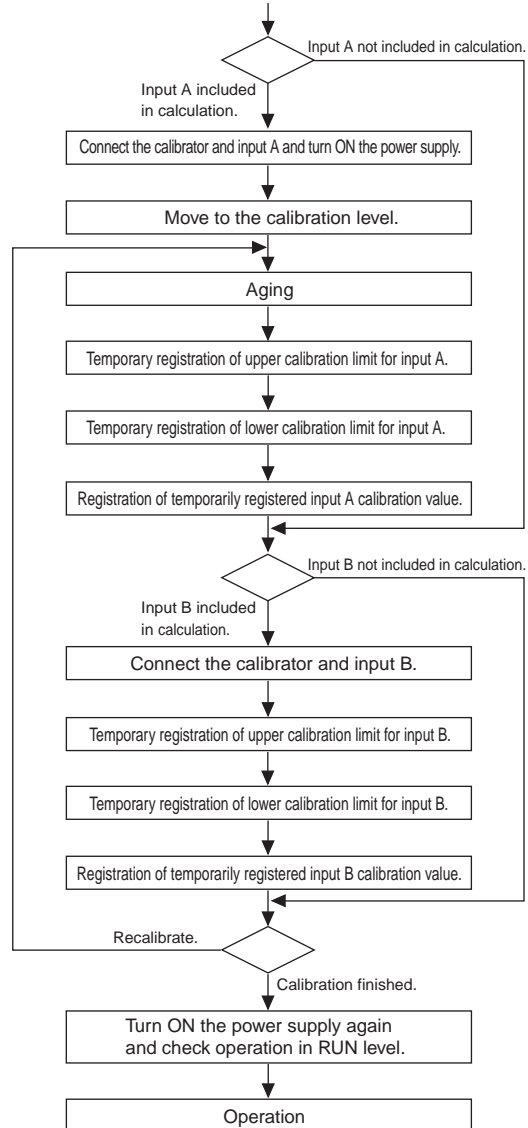 Input A not included in calculation.
Input A included
in calculation.
Connect the calibrator and input A and turn ON the power supply.
Move to the calibration level.
Aging
Temporary registration of upper calibration limit for input A.
Temporary registration of lower calibration limit for input A.
Registration of temporarily registered input A calibration value.
Input B not included in calculation.
Input B included
in calculation.
Connect the calibrator and input B.
Temporary registration of upper calibration limit for input B.
Temporary registration of lower calibration limit for input B.
Registration of temporarily registered input B calibration value.
Recalibrate.
Calibration finished.
Turn ON the power supply again
and check operation in RUN level.
Operation